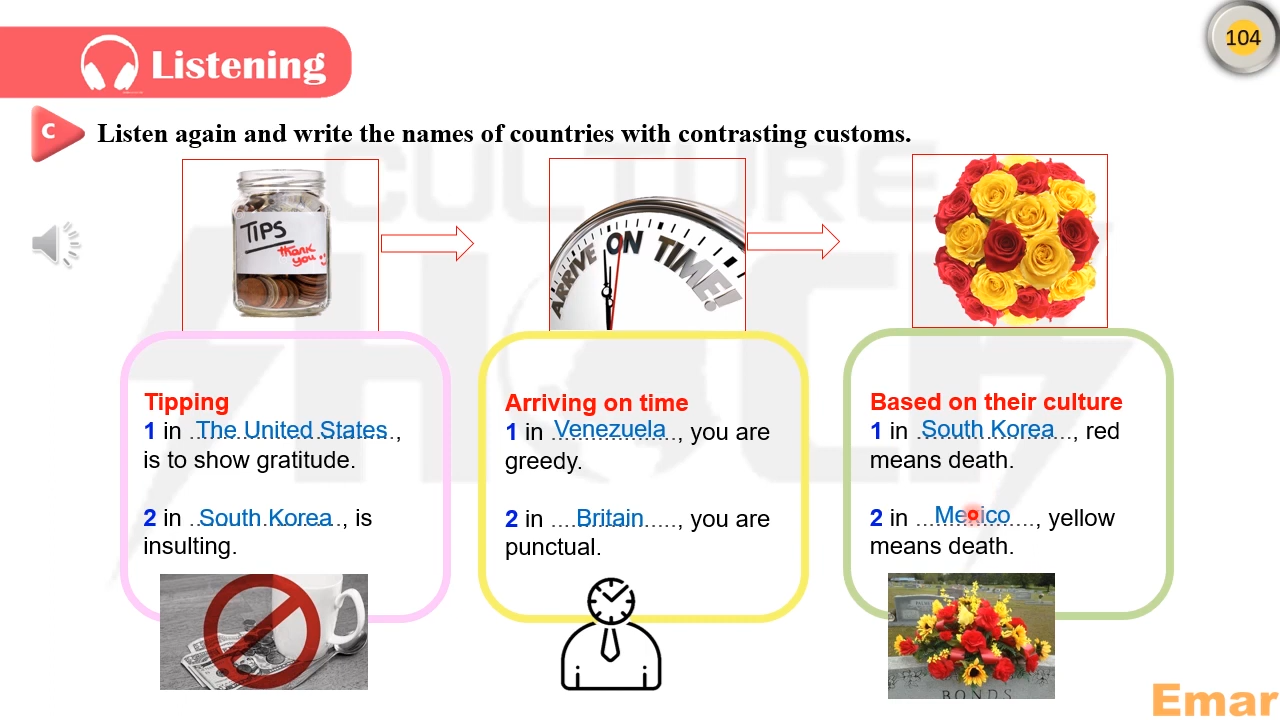 104
Listening
C
Listen again and write the names of countries with contrasting customs.
CULTURE
SHOCK
TIPS
thank
you :)
ARRIVE ON TIME!
Tipping
1 in The United States,
is to show gratitude.
2 in South Korea, is
insulting.
Arriving on time
1 in Venezuela, you are
greedy.
2 in Britain, you are
punctual.
Based on their culture
1 in South Korea, red
means death.
2 in Mexico, yellow
means death.
BONDS
Emar